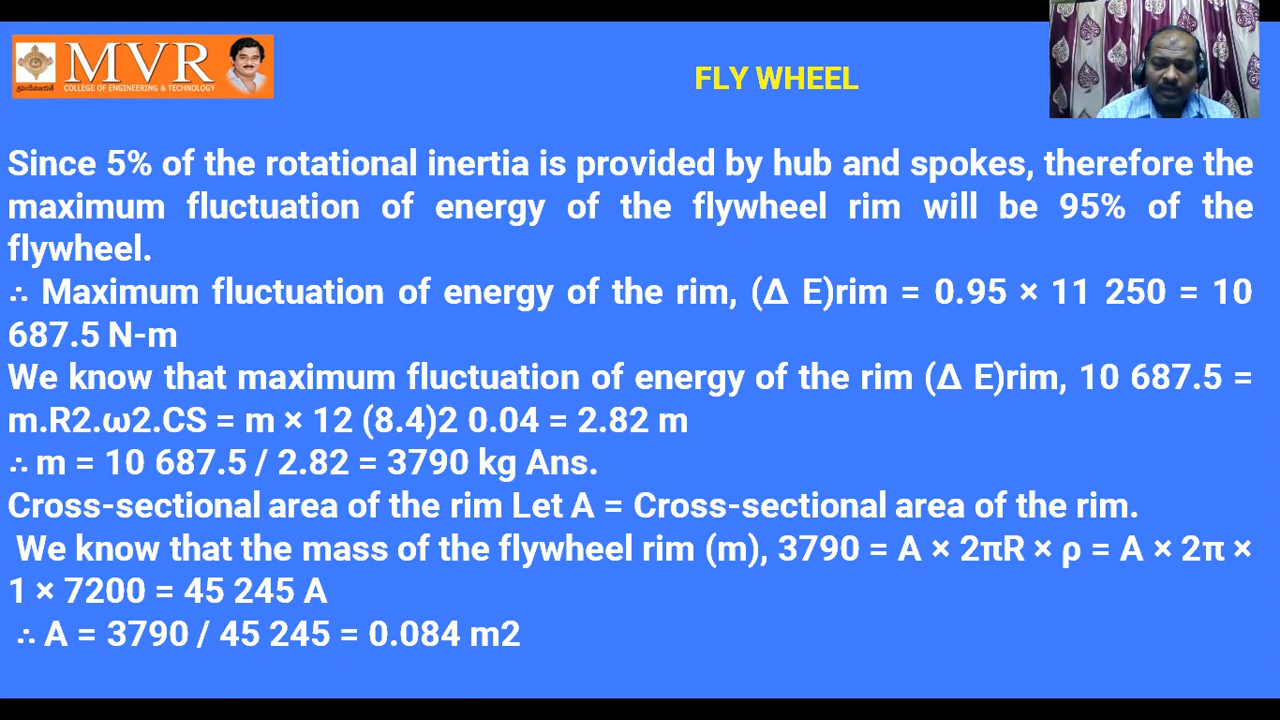 MVR
COLLEGE OF ENGINEERING & TECHNOLOGY
FLY WHEEL
Since 5% of the rotational inertia is provided by hub and spokes, therefore the
maximum fluctuation of energy of the flywheel rim will be 95% of the
flywheel.
∴ Maximum fluctuation of energy of the rim, (Δ E)rim = 0.95 × 11 250 = 10
687.5 N-m
We know that maximum fluctuation of energy of the rim (Δ E)rim, 10 687.5 =
m.R2.ω2.CS = m × 12 (8.4)2 0.04 = 2.82 m
∴ m = 10 687.5 / 2.82 = 3790 kg Ans.
Cross-sectional area of the rim Let A = Cross-sectional area of the rim.
We know that the mass of the flywheel rim (m), 3790 = A × 2πR × ρ = A × 2π ×
1 × 7200 = 45 245 A
∴ A = 3790 / 45 245 = 0.084 m2